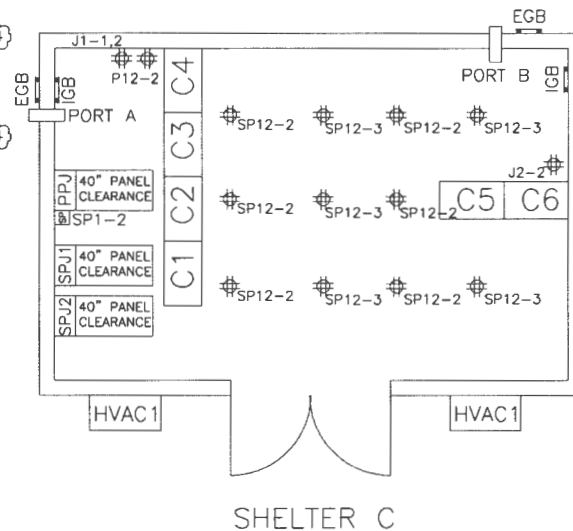 EGB
J1-1,2
P12-2
C4
EGB
IGB
PORT A
PORT B
IGB
SP12-2
SP12-3
SP12-2
SP12-3
C3
J2-2
PPJ
40" PANEL
CLEARANCE
C2
C5
C6
SP1-2
SP12-2
SP12-3
SP12-2
SPJ1
40" PANEL
CLEARANCE
C1
SP12-2
SP12-3
SP12-2
SP12-3
SPJ2
40" PANEL
CLEARANCE
HVAC1
HVAC1
SHELTER C